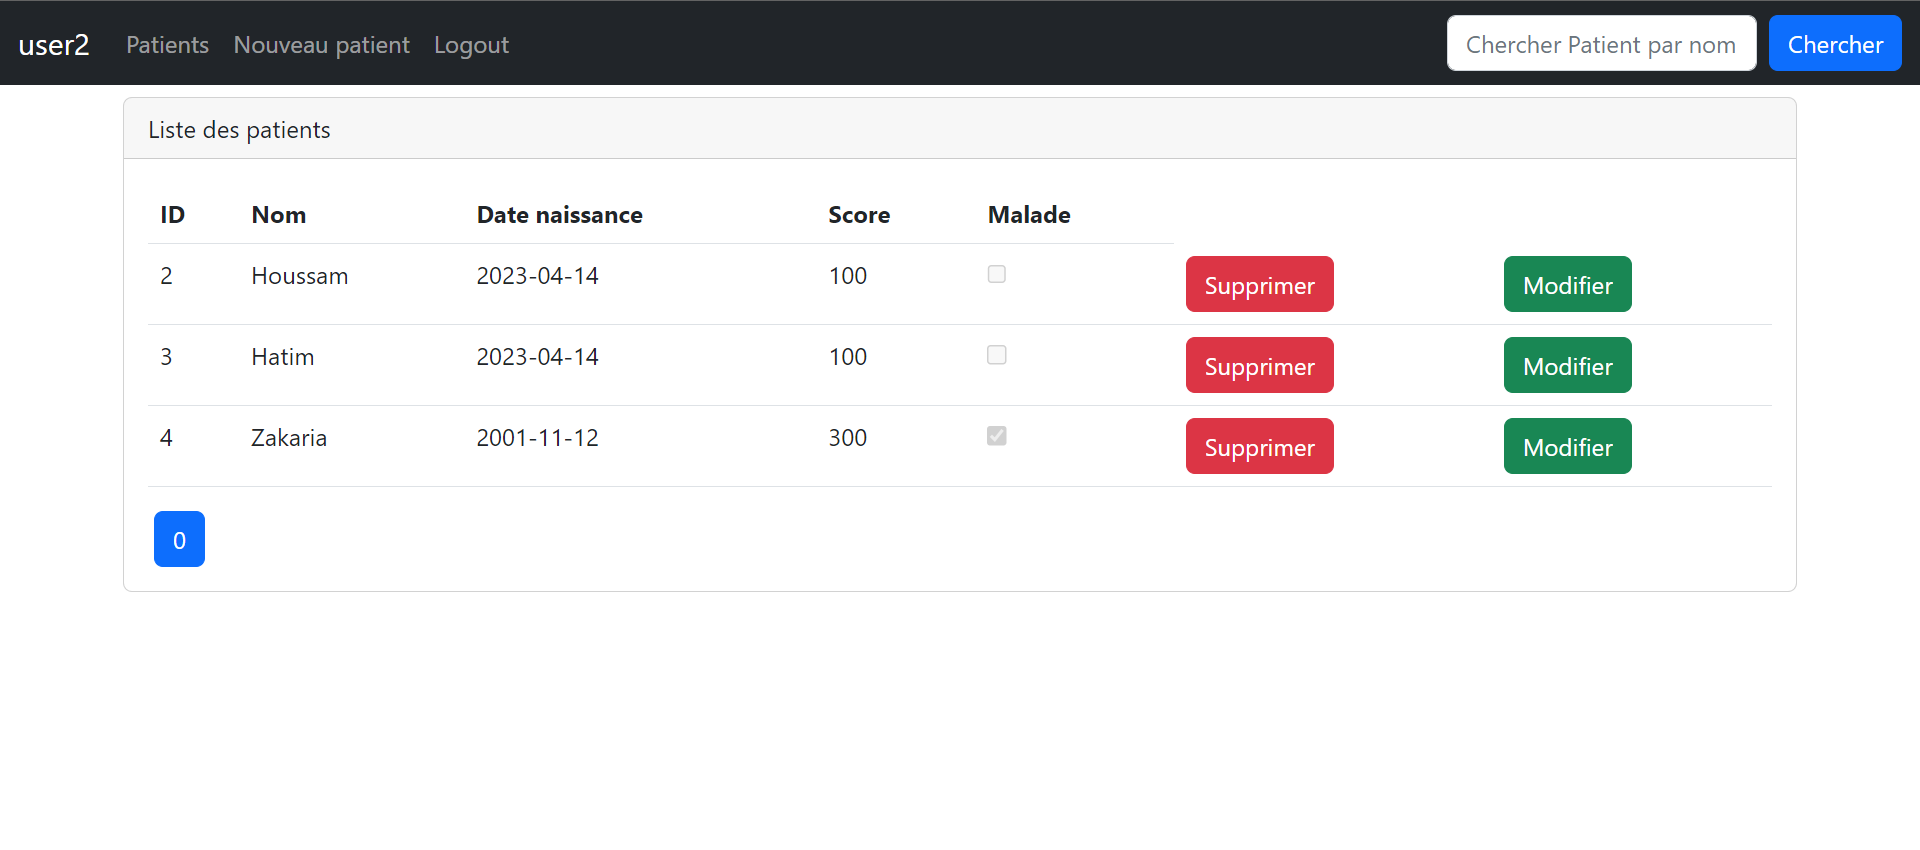 user2 Patients Nouveau patient Logout Chercher Patient par nom Chercher
Liste des patients
ID Nom Date naissance Score Malade
2 Houssam 2023-04-14 100 Supprimer Modifier
3 Hatim 2023-04-14 100 Supprimer Modifier
4 Zakaria 2001-11-12 300 Supprimer Modifier
0